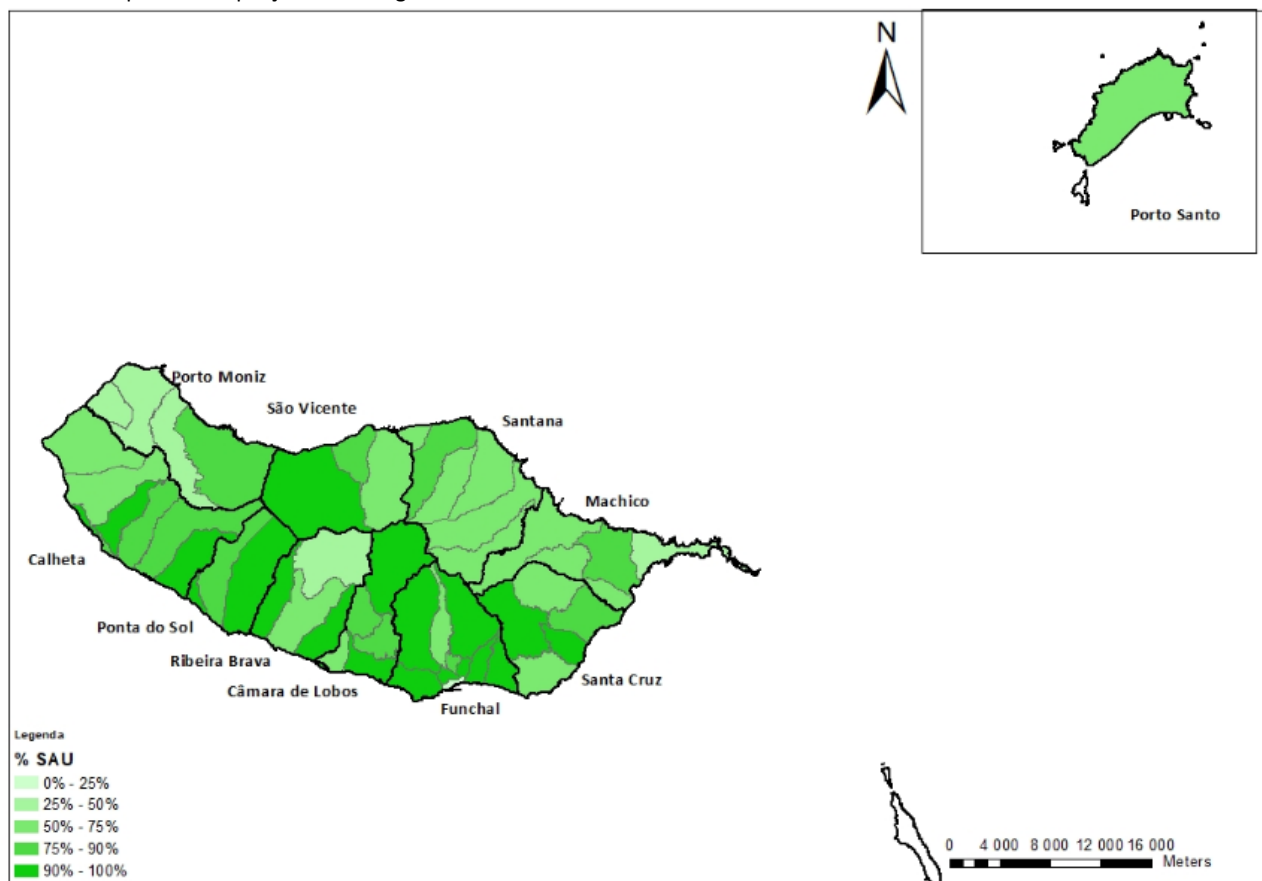 N
Porto Santo
Porto Moniz
São Vicente
Santana
Machico
Calheta
Ponta do Sol
Ribeira Brava
Câmara de Lobos
Funchal
Santa Cruz
Legenda
% SAU
0% - 25%
25% - 50%
50% - 75%
75% - 90%
90% - 100%
0 4 000 8 000 12 000 16 000
Meters